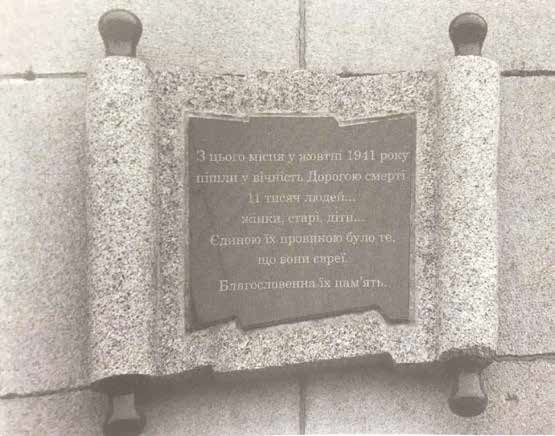 З цього місця у жовтні 1941 року
пішли у вічність Дорогою смерті
11 тисяч людей...
жінки, старі, діти...
Єдиною їх провиною було те,
що вони євреї.
Благословенна їх пам'ять.